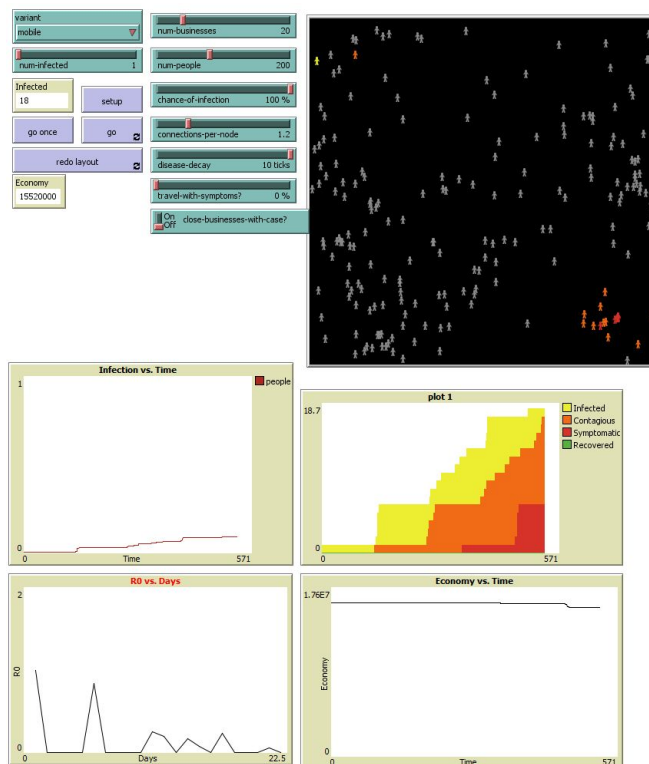 variant
mobile
num-businesses 20
num-infected 1
num-people 200
Infected
18
setup
chance-of-infection 100 %
go once
go
connections-per-node 1.2
redo layout
disease-decay 10 ticks
Economy
15520000
travel-with-symptoms? 0 %
On
Off
close-businesses-with-case?
Infection vs. Time
1
people
0
0
Time
571
plot 1
18.7
Infected
Contagious
Symptomatic
Recovered
0
0
571
R0 vs. Days
2
R0
0
0
Days
22.5
Economy vs. Time
1.76E7
Economy
0
0
Time
571